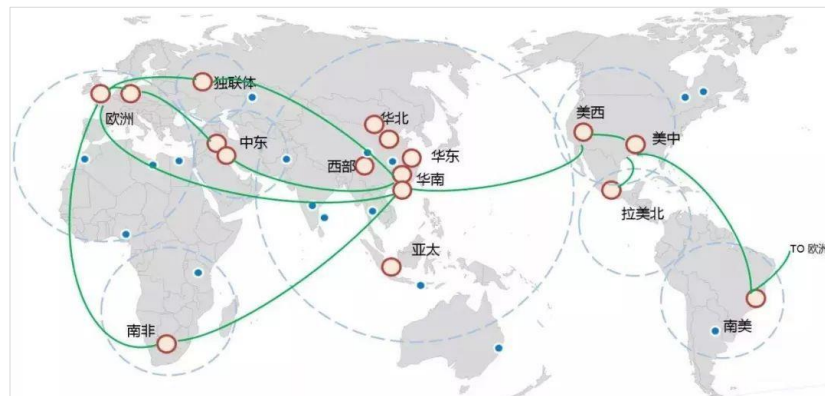 独联体
欧洲
中东
华北
西部
华东
华南
亚太
南非
美西
美中
拉美北
TO 欧洲
南美